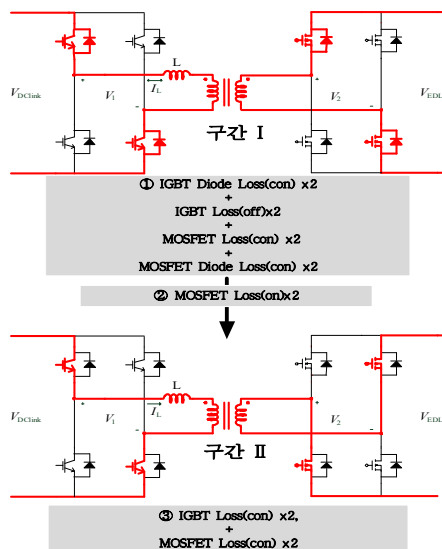 L
V_DClink
V_1
I_L
V_2
V_EDL
구간 Ⅰ
① IGBT Diode Loss(con) x2
+
IGBT Loss(off)x2
+
MOSFET Loss(con) x2
+
MOSFET Diode Loss(con) x2
② MOSFET Loss(on)x2
L
V_DClink
V_1
I_L
V_2
V_EDL
구간 Ⅱ
③ IGBT Loss(con) x2,
+
MOSFET Loss(con) x2